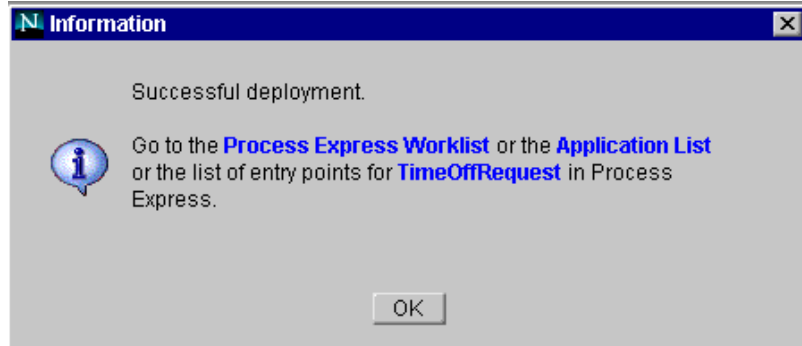 N Information
Successful deployment.
Go to the Process Express Worklist or the Application List
or the list of entry points for TimeOffRequest in Process
Express.
OK